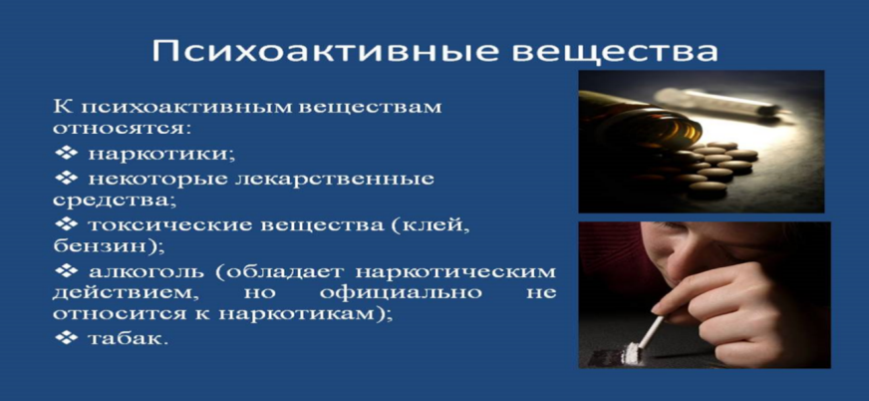 Психоактивные вещества
К психоактивным веществам
относятся:
❖ наркотики;
❖ некоторые лекарственные
средства;
❖ токсические вещества (клей,
бензин);
❖ алкоголь (обладает наркотическим
действием, но официально не
относится к наркотикам);
❖ табак.